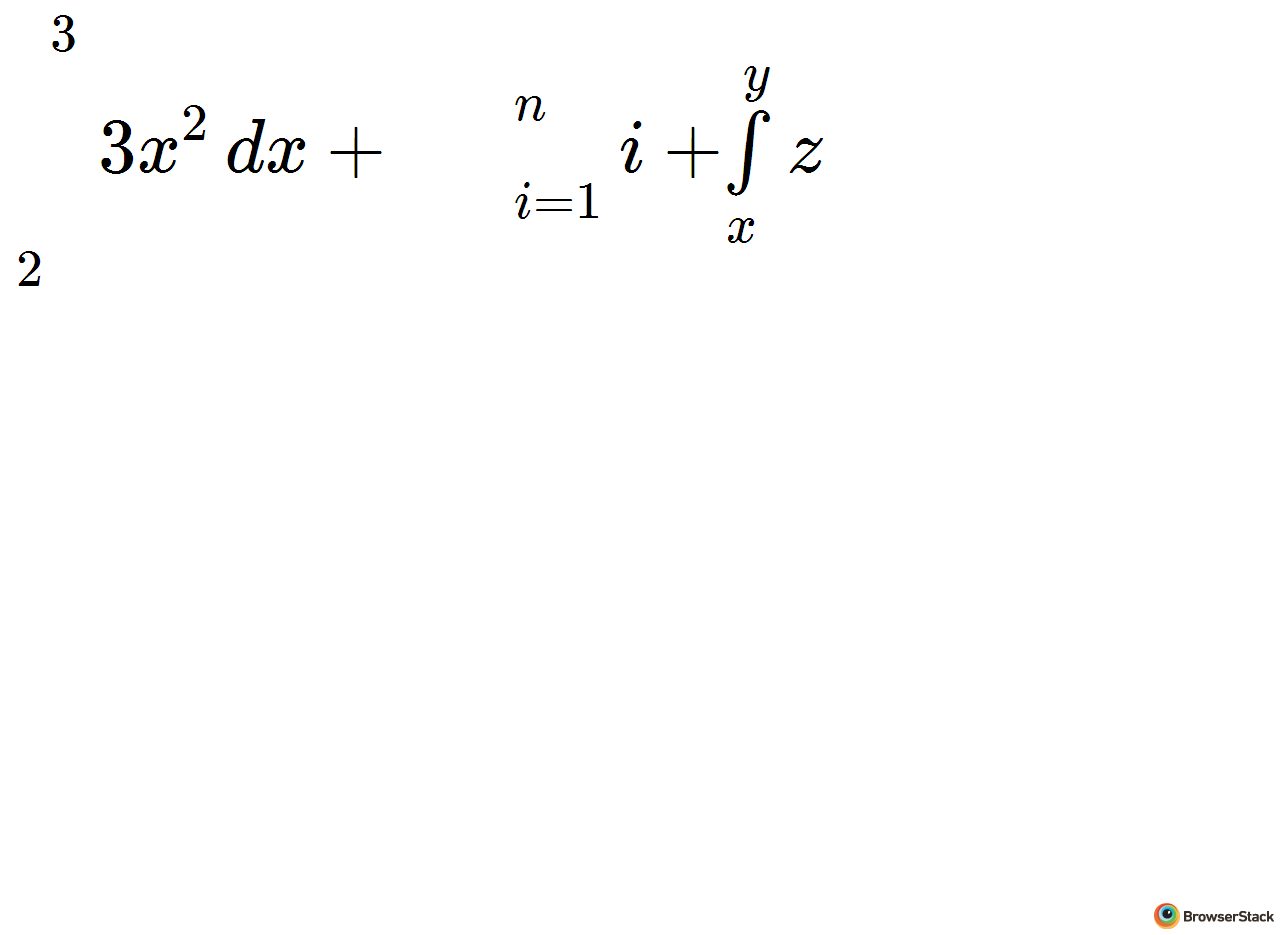 3
3x² dx + n i=1 i + ∫ y x z
2
BrowserStack